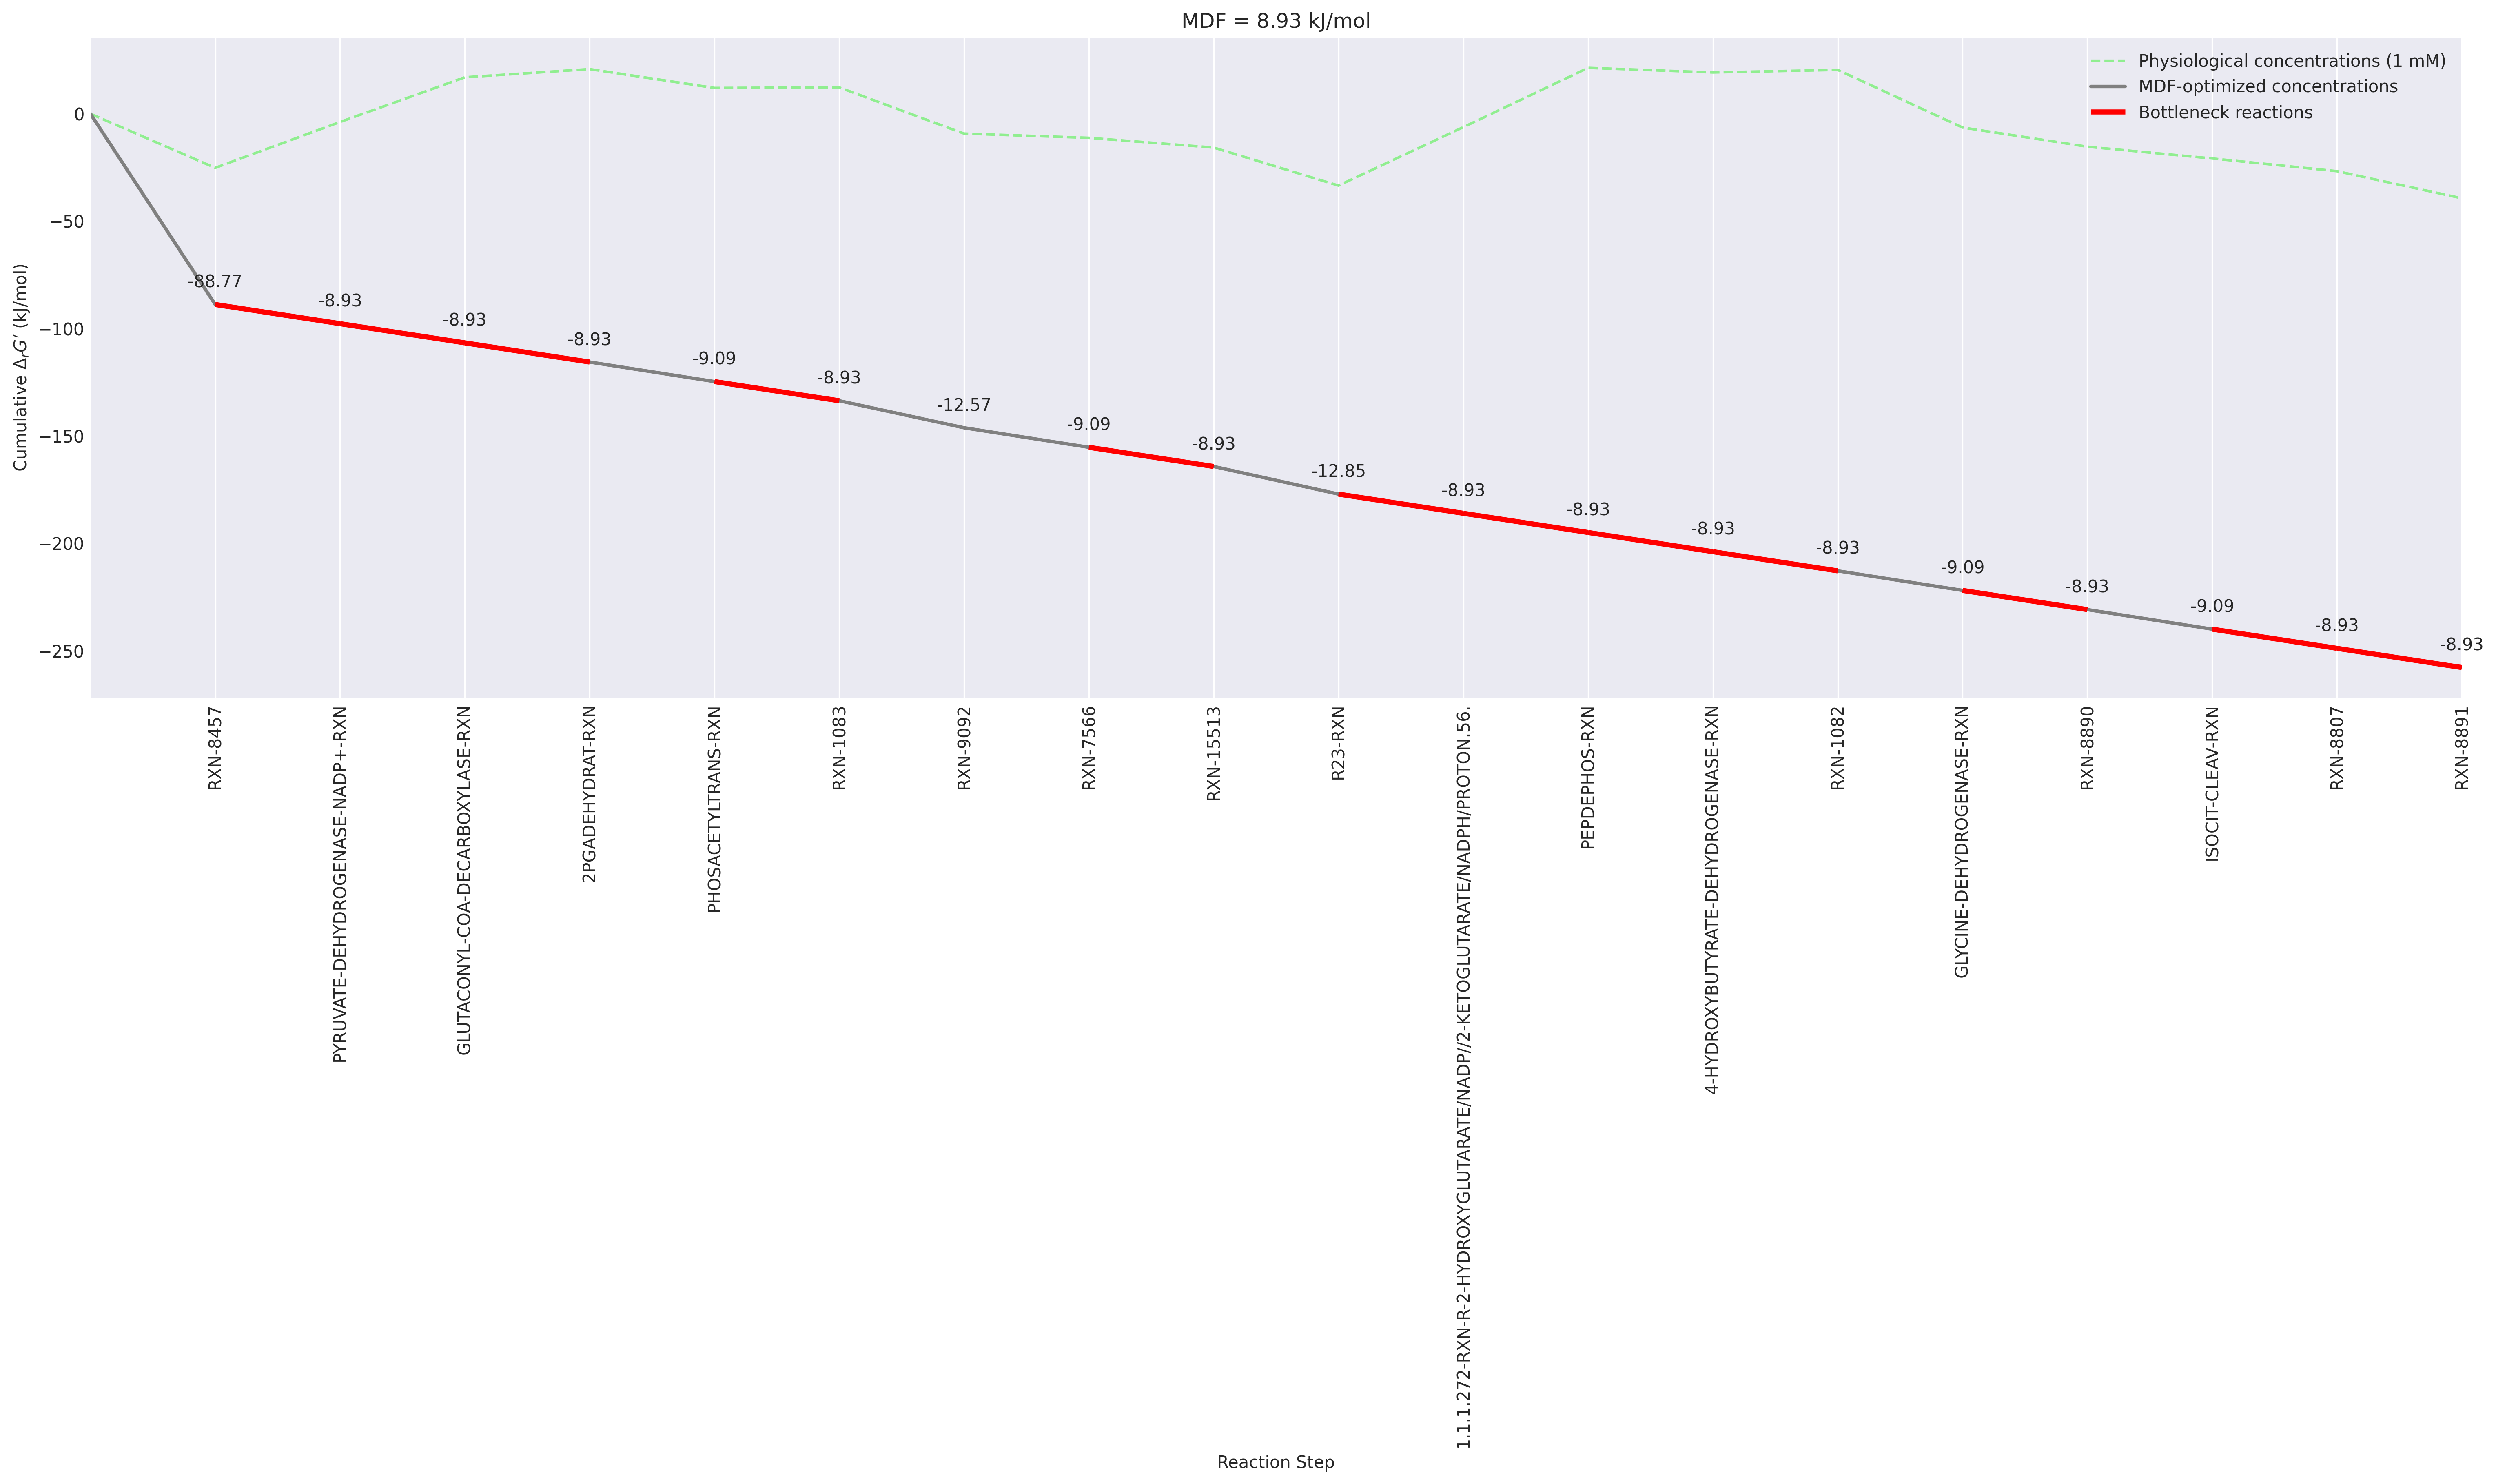 MDF = 8.93 kJ/mol
Physiological concentrations (1 mM)
MDF-optimized concentrations
Bottleneck reactions
Cumulative ΔrG′ (kJ/mol)
0
−50
−100
−150
−200
−250
-88.77
-8.93
-8.93
-8.93
-9.09
-8.93
-12.57
-9.09
-8.93
-12.85
-8.93
-8.93
-8.93
-8.93
-9.09
-8.93
-9.09
-8.93
-8.93
RXN-8457
PYRUVATE-DEHYDROGENASE-NADP+-RXN
GLUTACONYL-COA-DECARBOXYLASE-RXN
2PGADEHYDRAT-RXN
PHOSACETYLTRANS-RXN
RXN-1083
RXN-9092
RXN-7566
RXN-15513
R23-RXN
1.1.1.272-RXN-R-2-HYDROXYGLUTARATE/NADP//2-KETOGLUTARATE/NADPH/PROTON.56.
PEPDEPHOS-RXN
4-HYDROXYBUTYRATE-DEHYDROGENASE-RXN
RXN-1082
GLYCINE-DEHYDROGENASE-RXN
RXN-8890
ISOCIT-CLEAV-RXN
RXN-8807
RXN-8891
Reaction Step